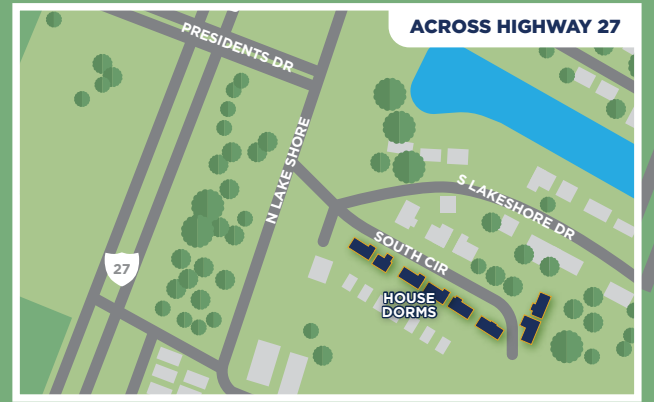 ACROSS HIGHWAY 27
PRESIDENTS DR
N LAKE SHORE
S LAKESHORE DR
SOUTH CIR
27
HOUSE
DORMS